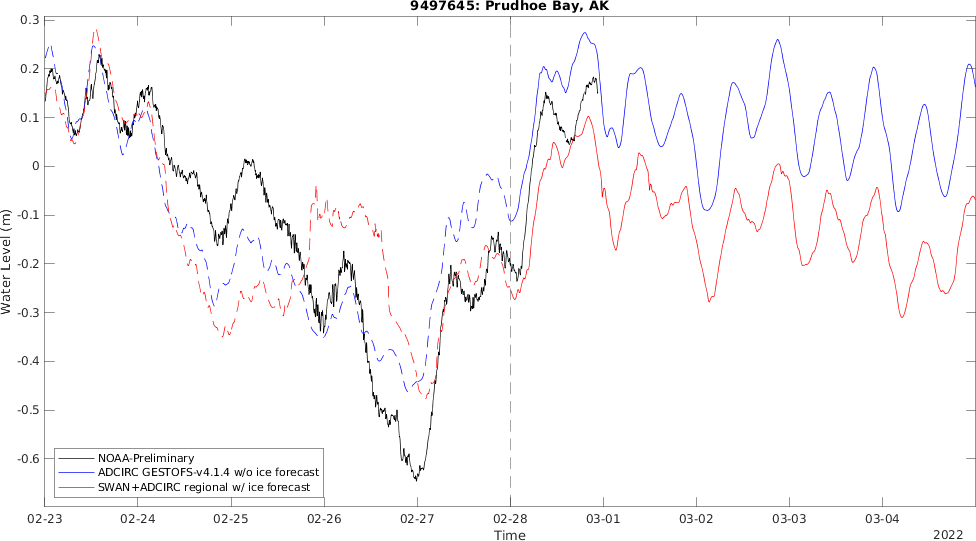 9497645: Prudhoe Bay, AK
0.3
0.2
0.1
0
-0.1
-0.2
-0.3
-0.4
-0.5
-0.6
Water Level (m)
NOAA-Preliminary
ADCIRC GESTOFS-v4.1.4 w/o ice forecast
SWAN+ADCIRC regional w/ ice forecast
02-23 02-24 02-25 02-26 02-27 02-28 03-01 03-02 03-03 03-04
Time
2022